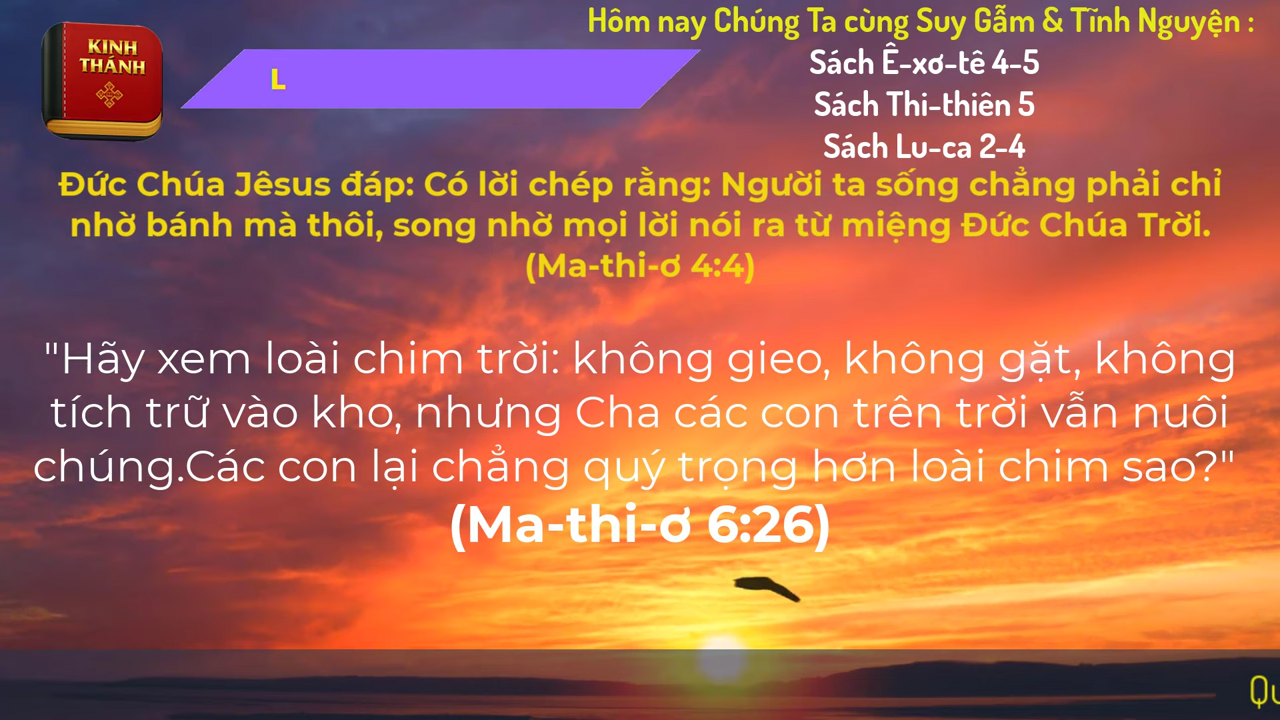 Hôm nay Chúng Ta cùng Suy Gẫm & Tĩnh Nguyện :
KINH
THÁNH
L
Sách Ê-xơ-tê 4-5
Sách Thi-thiên 5
Sách Lu-ca 2-4
Đức Chúa Jêsus đáp: Có lời chép rằng: Người ta sống chẳng phải chỉ
nhờ bánh mà thôi, song nhờ mọi lời nói ra từ miệng Đức Chúa Trời.
(Ma-thi-ơ 4:4)
"Hãy xem loài chim trời: không gieo, không gặt, không
tích trữ vào kho, nhưng Cha các con trên trời vẫn nuôi
chúng.Các con lại chẳng quý trọng hơn loài chim sao?"
(Ma-thi-ơ 6:26)